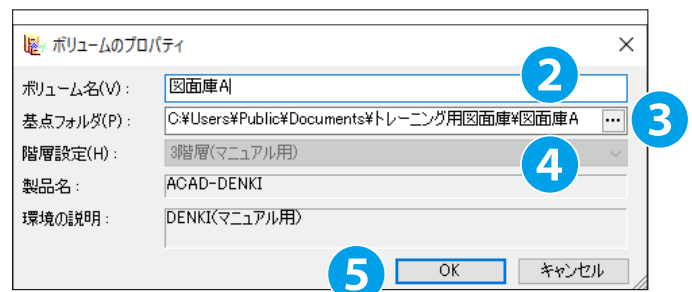 ボリュームのプロパティ
2
ボリューム名(V)： 図面庫A
基点フォルダ(P)： C:¥Users¥Public¥Documents¥トレーニング用図面庫¥図面庫A ... 3
階層設定(H)： 3階層(マニュアル用) 4
製品名： ACAD-DENKI
環境の説明： DENKI(マニュアル用)
5 OK キャンセル